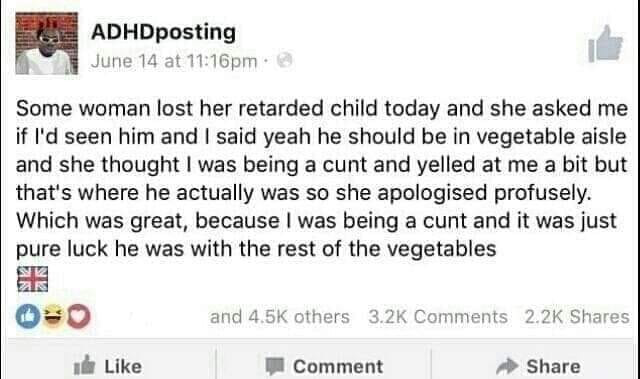 ADHDposting
June 14 at 11:16pm ·
Some woman lost her retarded child today and she asked me
if I'd seen him and I said yeah he should be in vegetable aisle
and she thought I was being a cunt and yelled at me a bit but
that's where he actually was so she apologised profusely.
Which was great, because I was being a cunt and it was just
pure luck he was with the rest of the vegetables
🇬🇧
and 4.5K others 3.2K Comments 2.2K Shares
Like Comment Share